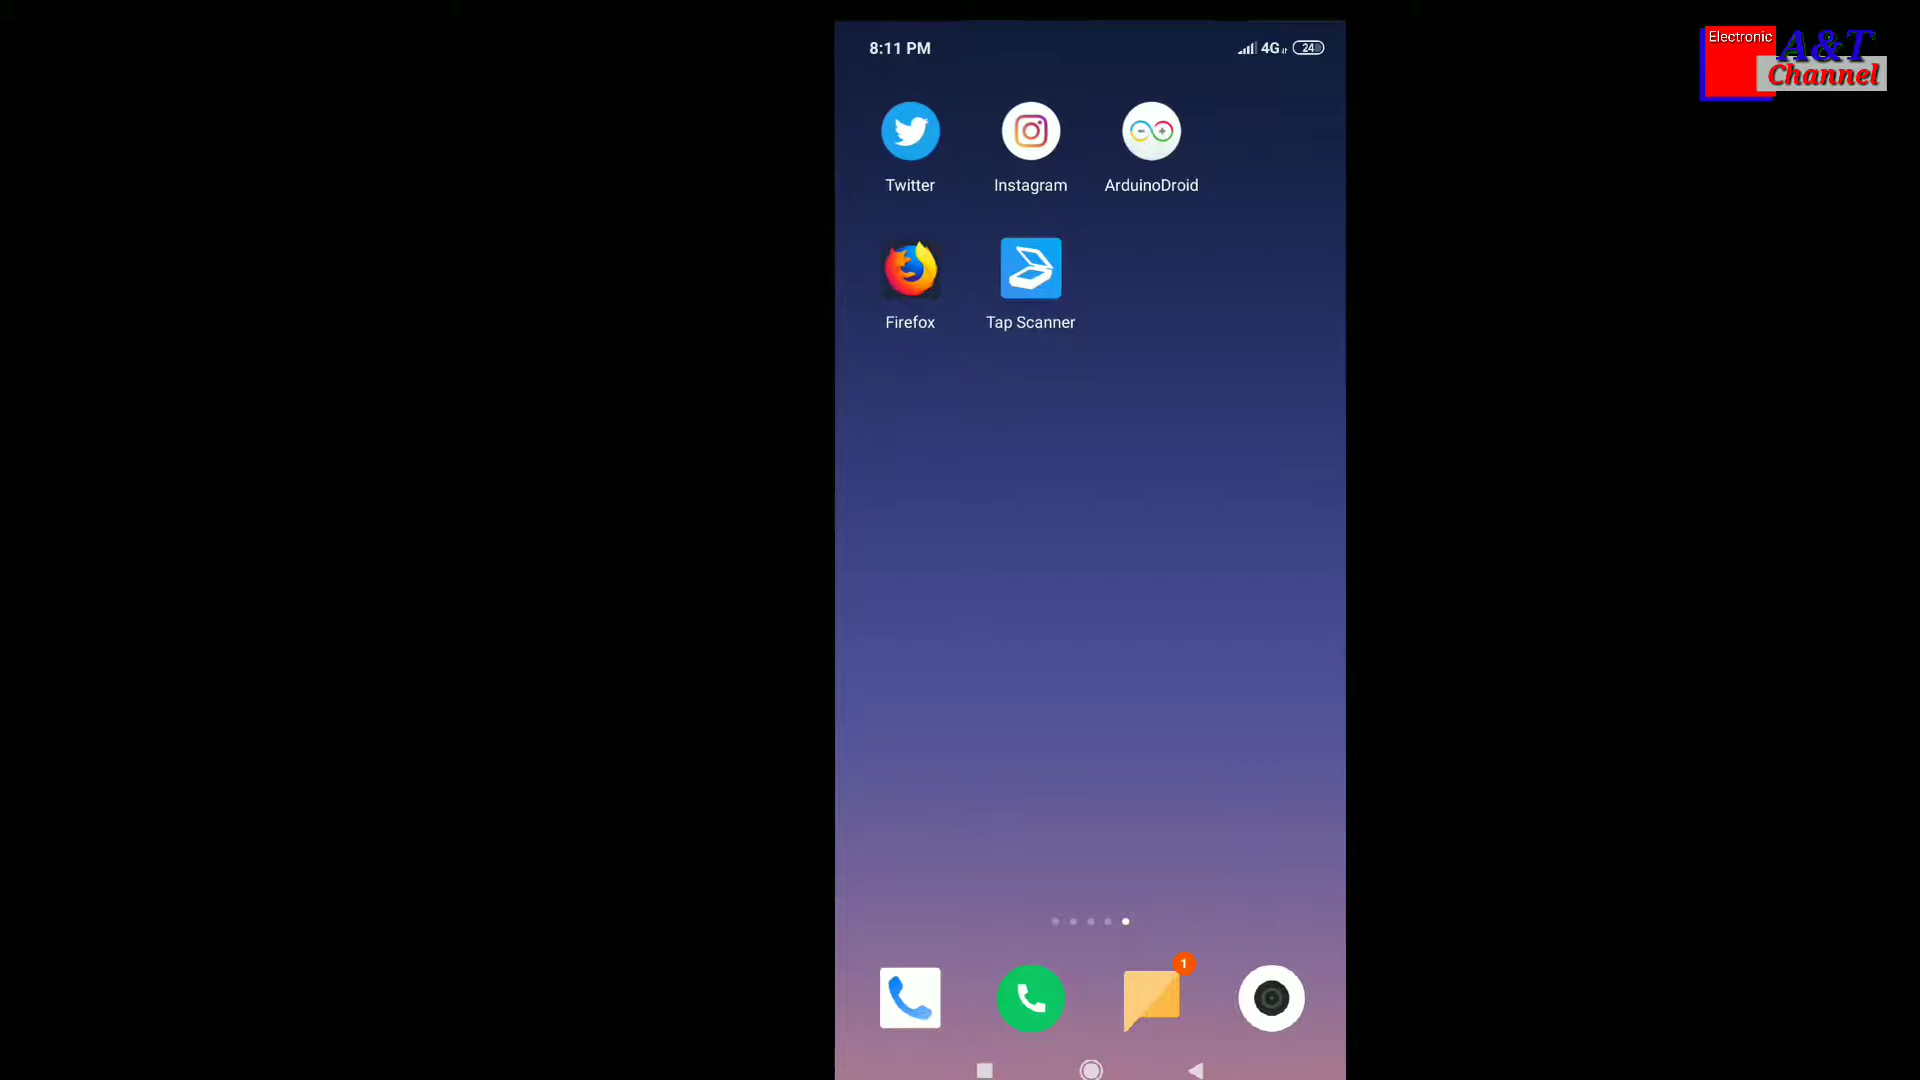 8:11 PM
4G
24
Electronic
A&T
Channel
Twitter
Instagram
ArduinoDroid
Firefox
Tap Scanner
1